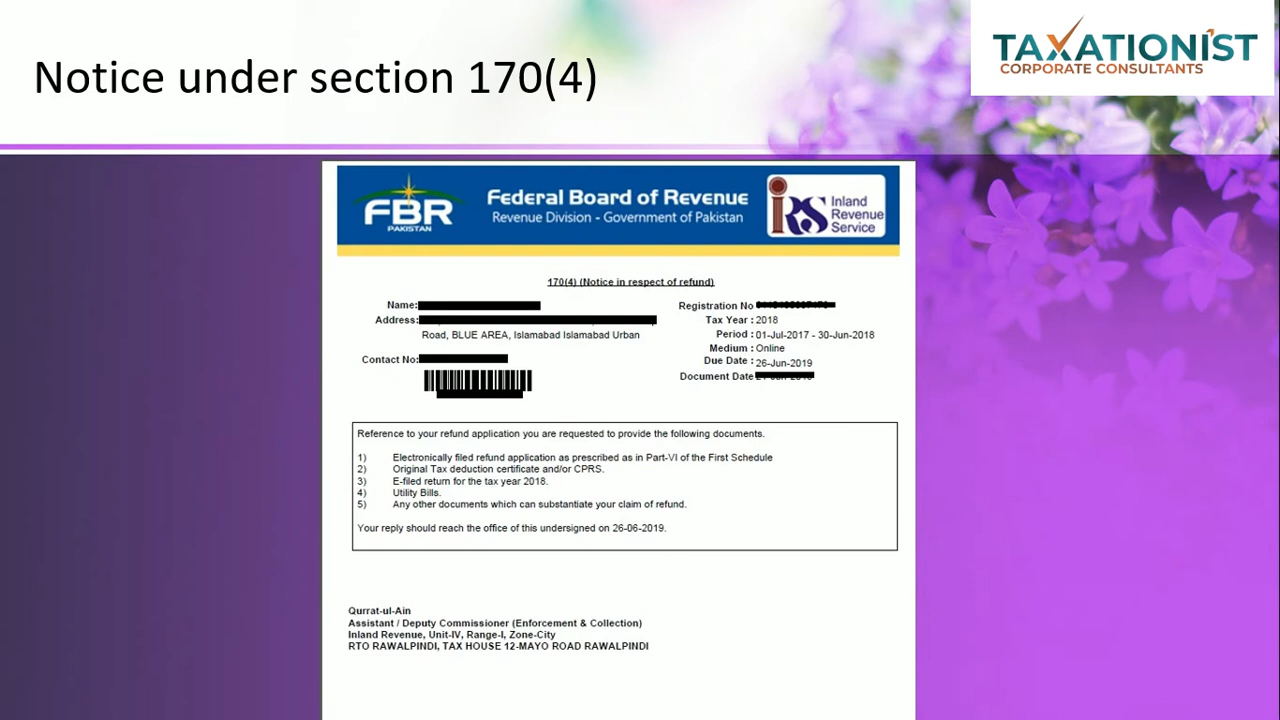 Notice under section 170(4)
TAXATIONIST
CORPORATE CONSULTANTS
FBR
PAKISTAN
Federal Board of Revenue
Revenue Division - Government of Pakistan
IRS Inland
Revenue
Service
170(4) (Notice in respect of refund)
Name:
Address:
Road, BLUE AREA, Islamabad Islamabad Urban
Contact No:
Registration No
Tax Year : 2018
Period : 01-Jul-2017 - 30-Jun-2018
Medium : Online
Due Date : 26-Jun-2019
Document Date
Reference to your refund application you are requested to provide the following documents.
1) Electronically filed refund application as prescribed as in Part-VI of the First Schedule
2) Original Tax deduction certificate and/or CPRS.
3) E-filed return for the tax year 2018.
4) Utility Bills.
5) Any other documents which can substantiate your claim of refund.
Your reply should reach the office of this undersigned on 26-06-2019.
Qurrat-ul-Ain
Assistant / Deputy Commissioner (Enforcement & Collection)
Inland Revenue, Unit-IV, Range-I, Zone-City
RTO RAWALPINDI, TAX HOUSE 12-MAYO ROAD RAWALPINDI